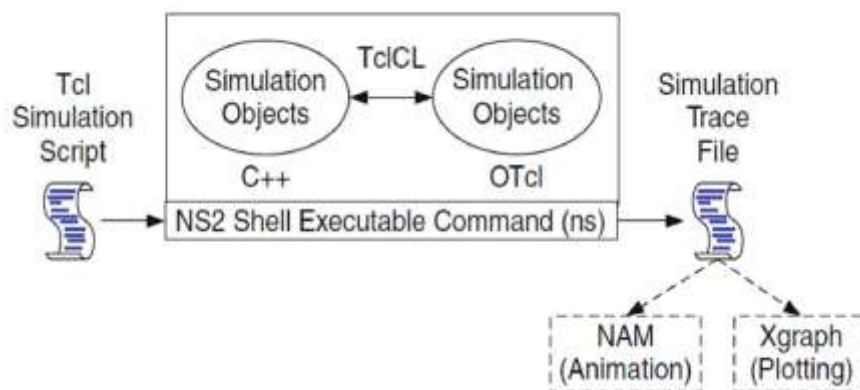 Tcl
Simulation
Script
TclCL
Simulation
Objects
Simulation
Objects
C++
OTcl
NS2 Shell Executable Command (ns)
Simulation
Trace
File
NAM
(Animation)
Xgraph
(Plotting)